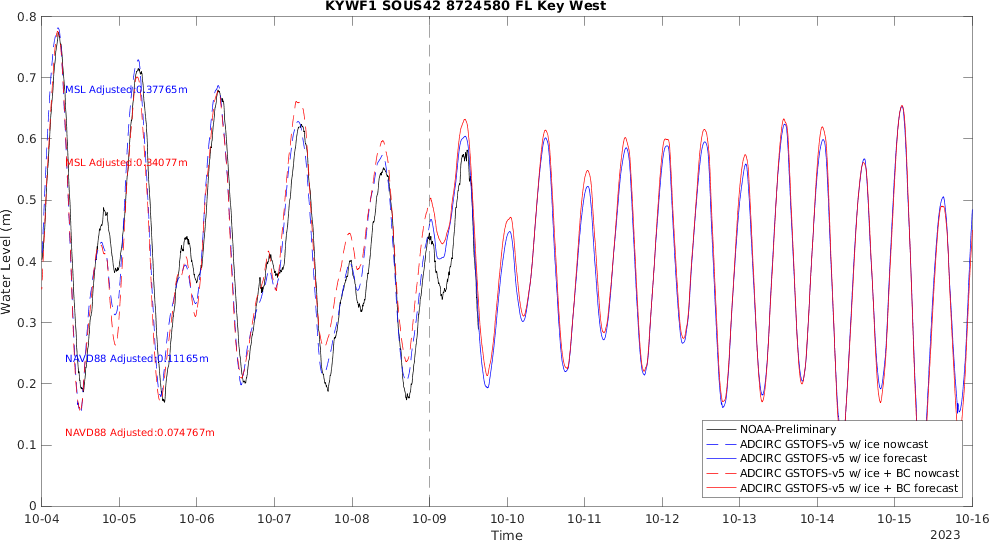 KYWF1 SOUS42 8724580 FL Key West
0.8
0.7
0.6
0.5
0.4
0.3
0.2
0.1
0
Water Level (m)
MSL Adjusted:0.37765m
MSL Adjusted:0.34077m
NAVD88 Adjusted:0.11165m
NAVD88 Adjusted:0.074767m
NOAA-Preliminary
ADCIRC GSTOFS-v5 w/ ice nowcast
ADCIRC GSTOFS-v5 w/ ice forecast
ADCIRC GSTOFS-v5 w/ ice + BC nowcast
ADCIRC GSTOFS-v5 w/ ice + BC forecast
10-04 10-05 10-06 10-07 10-08 10-09 10-10 10-11 10-12 10-13 10-14 10-15 10-16
Time
2023